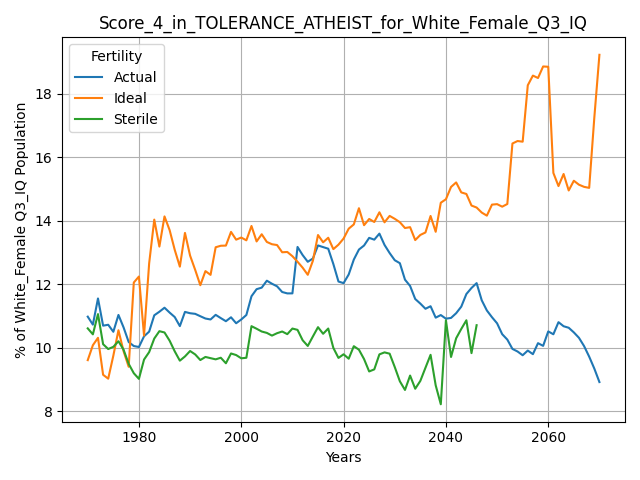 Score_4_in_TOLERANCE_ATHEIST_for_White_Female_Q3_IQ
Fertility
Actual
Ideal
Sterile
% of White_Female Q3_IQ Population
18
16
14
12
10
8
1980
2000
2020
2040
2060
Years